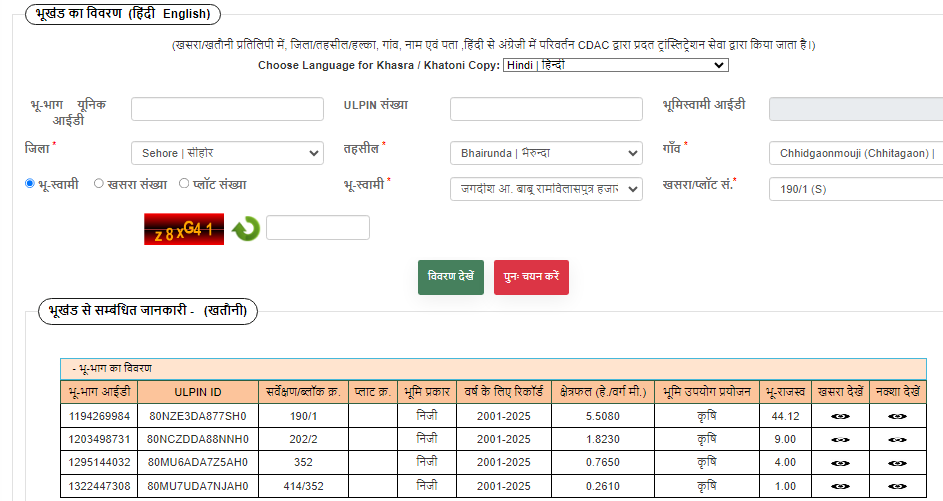 भूखंड का विवरण (हिंदी English)
(खसरा/खतौनी प्रतिलिपी में, जिला/तहसील/हल्का, गांव, नाम एवं पता ,हिंदी से अंग्रेजी में परिवर्तन CDAC द्वारा प्रदत ट्रांस्लिट्रेशन सेवा द्वारा किया जाता है।)
Choose Language for Khasra / Khatoni Copy: Hindi | हिन्दी
भू-भाग यूनिक आईडी ULPIN संख्या भूमिस्वामी आईडी
जिला * Sehore | सीहोर तहसील * Bhairunda | भैरुन्दा गाँव * Chhidgaonmouji (Chhitagaon) |
भू-स्वामी खसरा संख्या प्लॉट संख्या भू-स्वामी * जगदीश आ. बाबू रामविलासपुत्र हजार खसरा/प्लॉट सं.* 190/1 (S)
z8xG41
विवरण देखें पुनः चयन करें
भूखंड से सम्बंधित जानकारी - (खतौनी)
- भू-भाग का विवरण
भू-भाग आईडी ULPIN ID सर्वेक्षण/ब्लॉक क्र. प्लाट क्र. भूमि प्रकार वर्ष के लिए रिकॉर्ड क्षेत्रफल (हे./वर्ग मी.) भूमि उपयोग प्रयोजन भू-राजस्व खसरा देखें नक्शा देखें
1194269984 80NZE3DA877SH0 190/1 निजी 2001-2025 5.5080 कृषि 44.12
1203498731 80NCZDDA88NNH0 202/2 निजी 2001-2025 1.8230 कृषि 9.00
1295144032 80MU6ADA7Z5AH0 352 निजी 2001-2025 0.7650 कृषि 4.00
1322447308 80MU7UDA7NJAH0 414/352 निजी 2001-2025 0.2610 कृषि 1.00